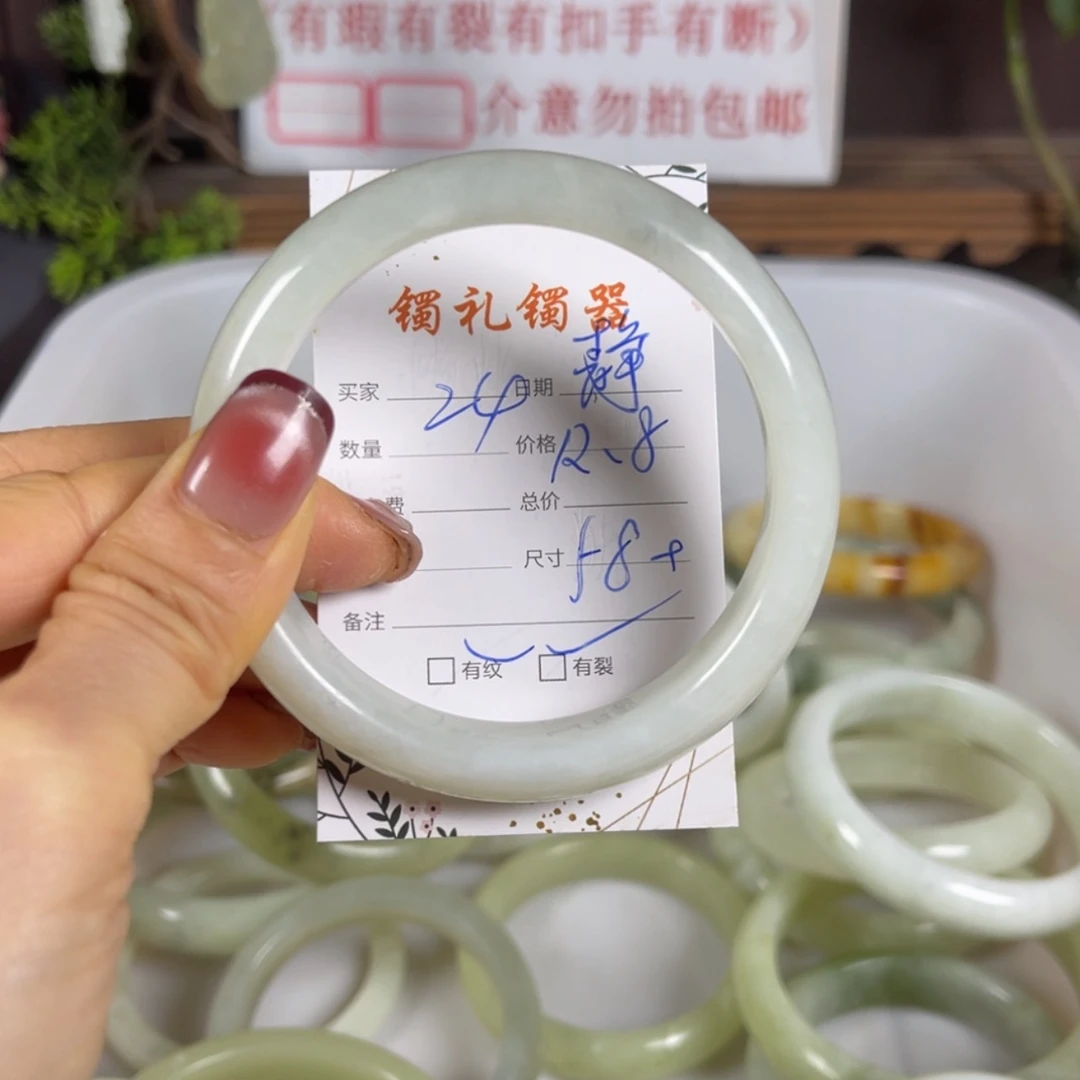 （有瑕有裂有扣手有断）
介意勿拍包邮
镯礼镯器
买家 24 日期 静
数量 价格 12.8
费 总价
尺寸 58+
备注
有纹 有裂